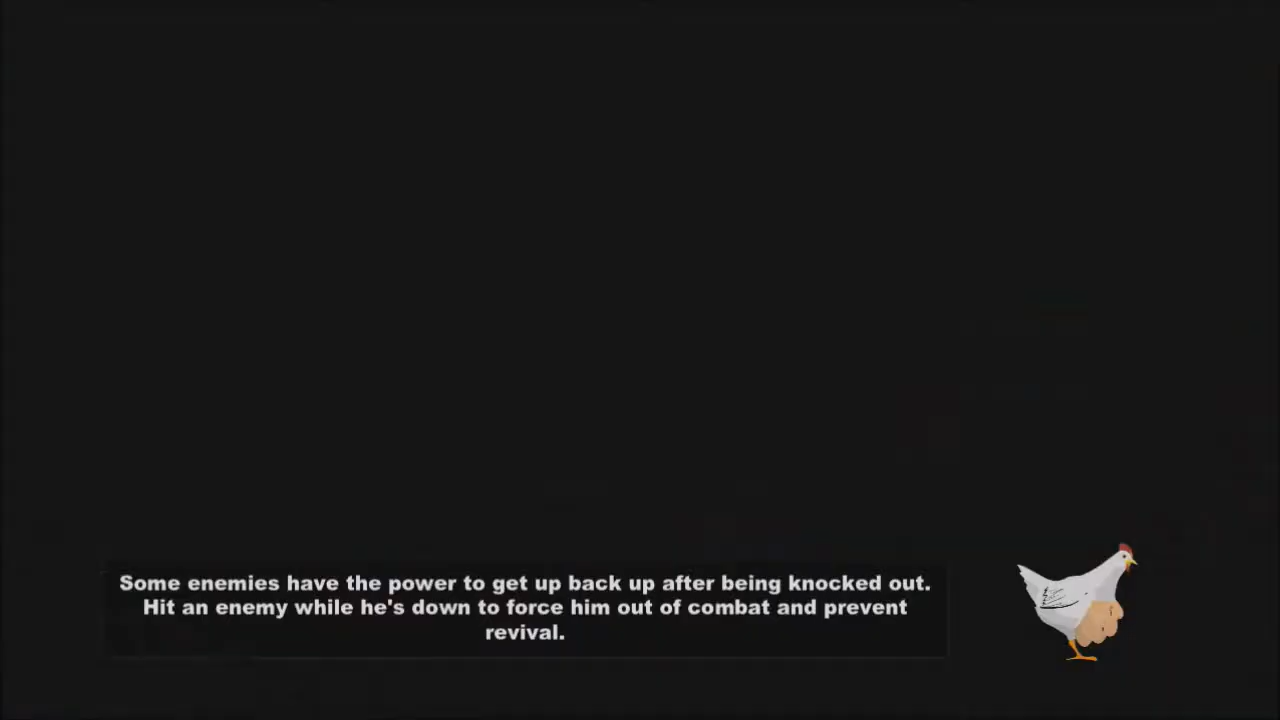 Some enemies have the power to get up back up after being knocked out.
Hit an enemy while he's down to force him out of combat and prevent
revival.